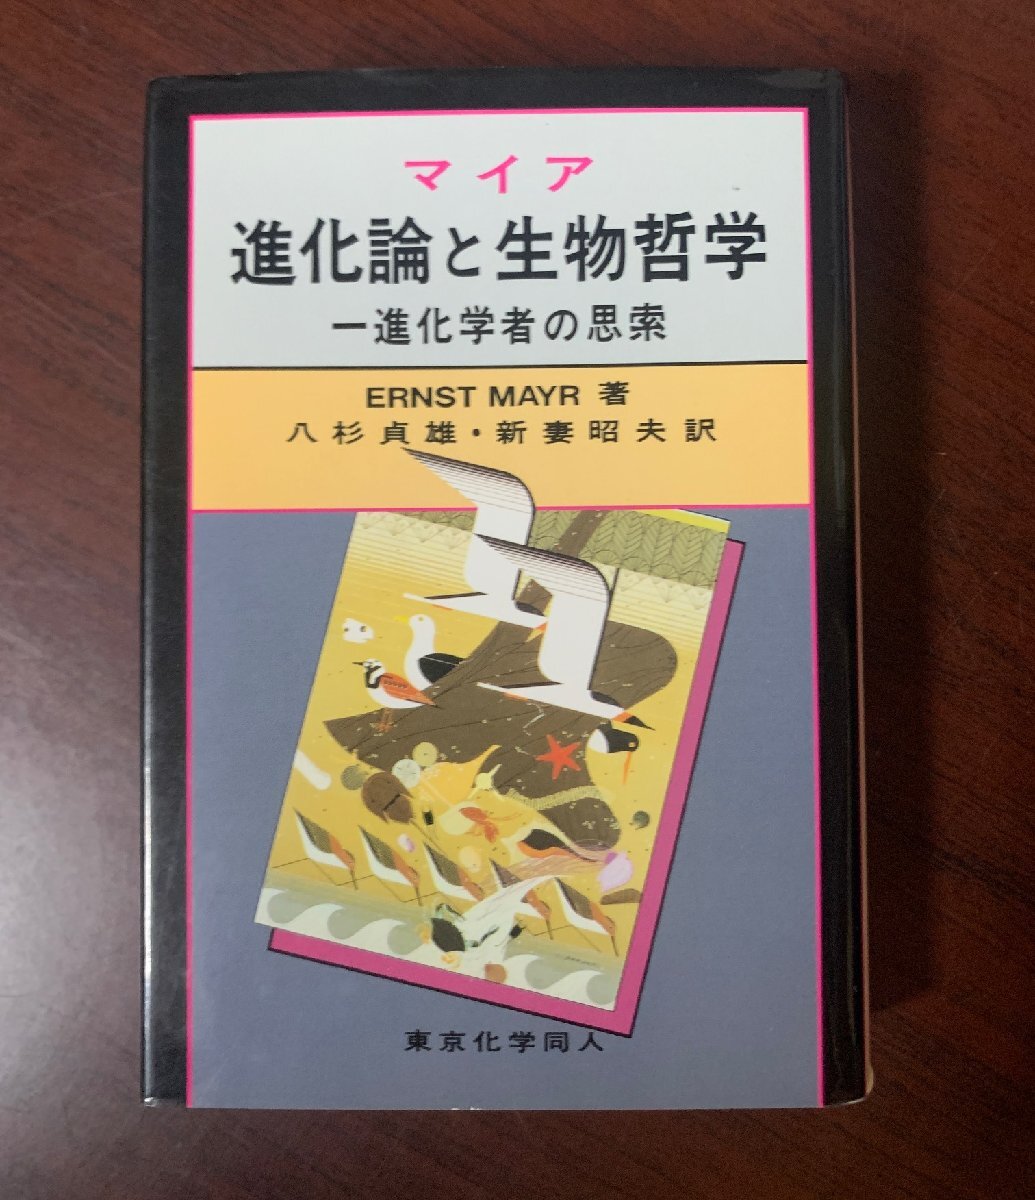 マイア
進化論と生物哲学
一進化学者の思索
ERNST MAYR 著
八杉貞雄・新妻昭夫訳
東京化学同人